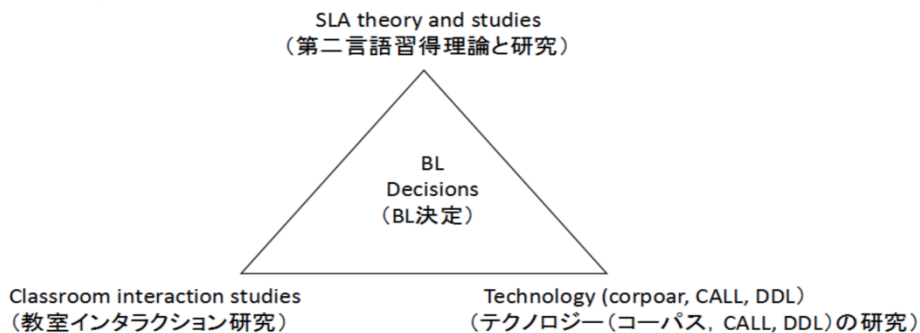 SLA theory and studies
(第二言語習得理論と研究)
BL
Decisions
(BL決定)
Classroom interaction studies
(教室インタラクション研究)
Technology (corpoar, CALL, DDL)
(テクノロジー(コーパス, CALL, DDL)の研究)